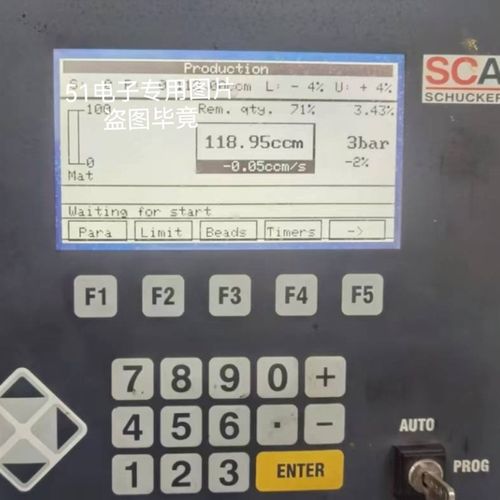 Production
L: - 4% U: + 4%
51电子专用图片
盗图毕竟
100
Rem. qty. 71% 3.43%
118.95ccm 3bar
-0.05ccm/s -2%
0
Mat
Waiting for start
Para Limit Beads Timers ->
SCA
SCHUCKER
F1 F2 F3 F4 F5
7 8 9 0 +
4 5 6 . -
1 2 3 ENTER
AUTO
PROG